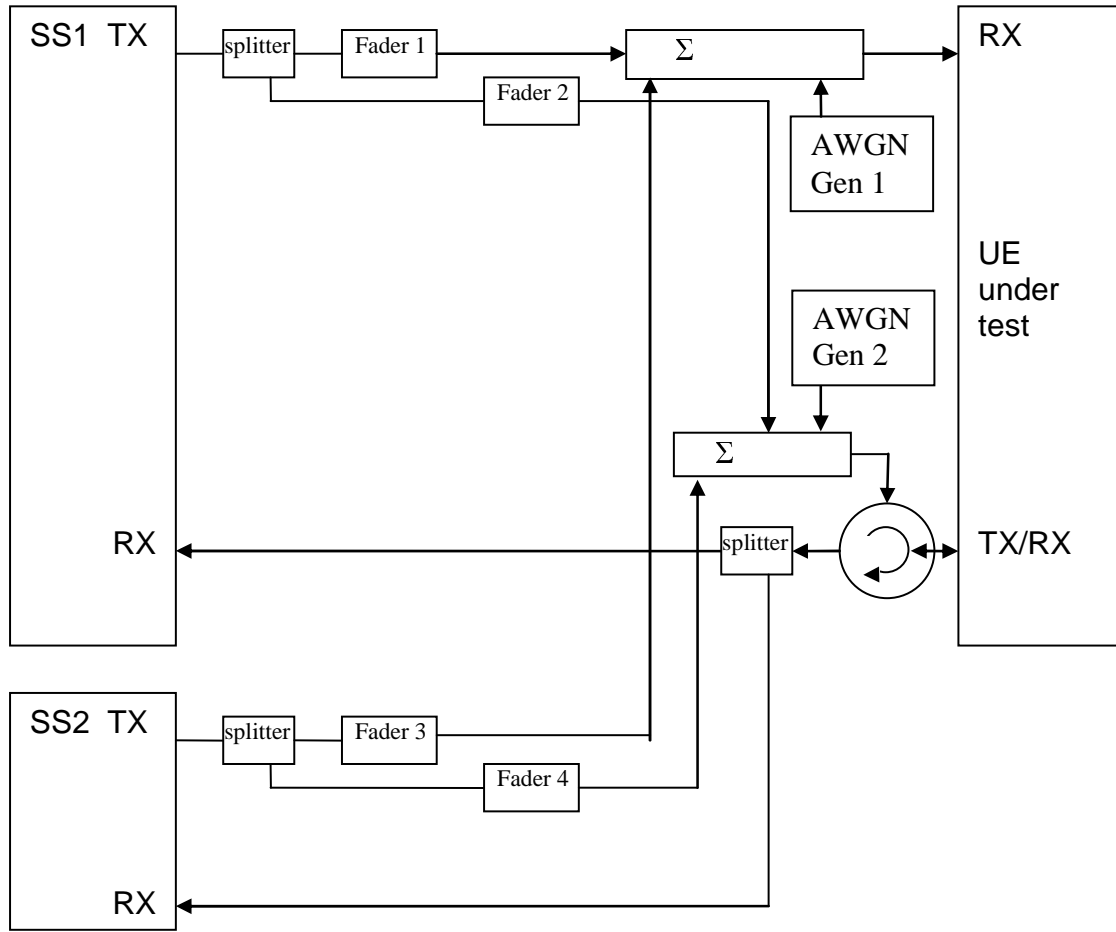 SS1 TX
splitter
Fader 1
Σ
RX
Fader 2
AWGN
Gen 1
UE
under
test
AWGN
Gen 2
Σ
RX
splitter
TX/RX
SS2 TX
splitter
Fader 3
Fader 4
RX